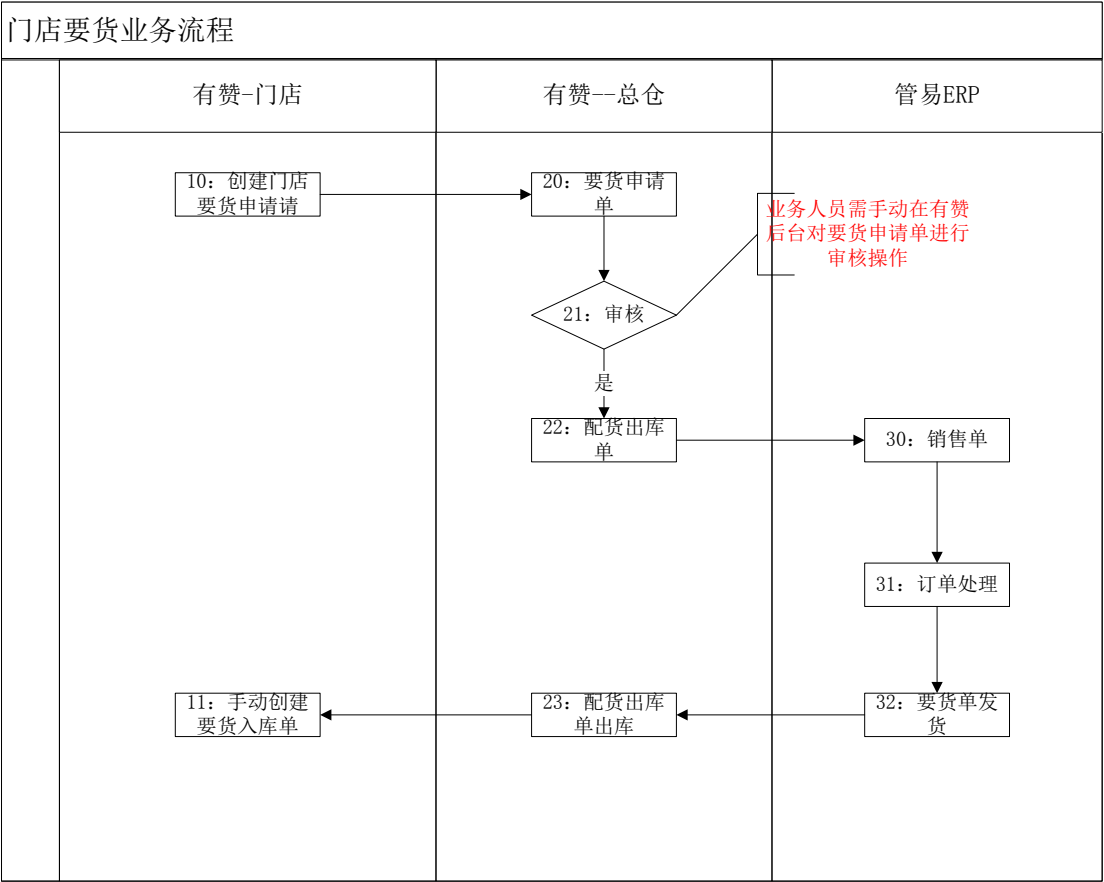 门店要货业务流程
有赞-门店
有赞--总仓
管易ERP
10: 创建门店
要货申请请
20: 要货申请
单
业务人员需手动在有赞
后台对要货申请单进行
审核操作
21: 审核
是
22: 配货出库
单
30: 销售单
31: 订单处理
11: 手动创建
要货入库单
23: 配货出库
单出库
32: 要货单发
货